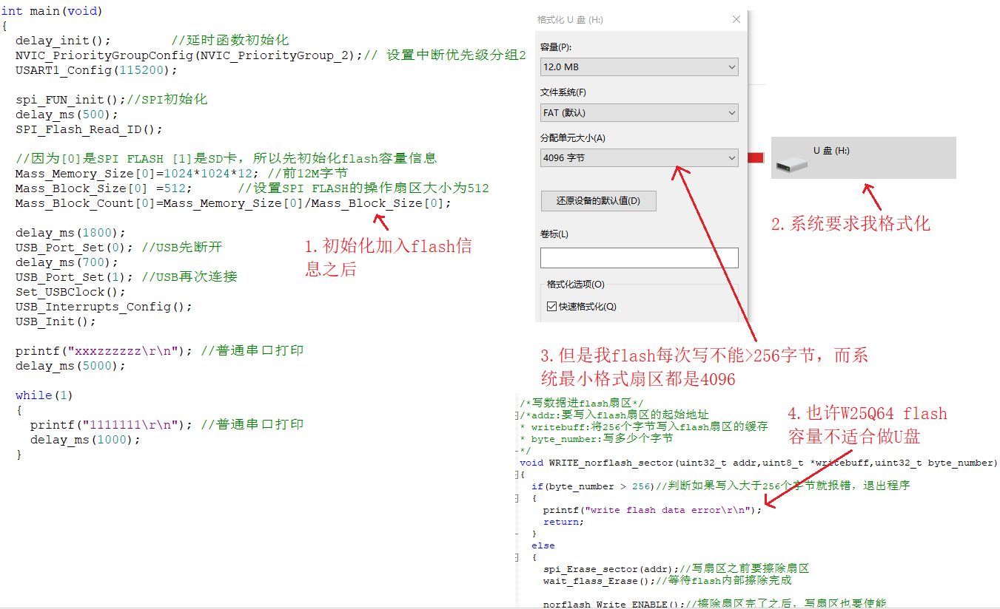 int main(void)
{
delay_init();        //延时函数初始化
NVIC_PriorityGroupConfig(NVIC_PriorityGroup_2);// 设置中断优先级分组2
USART1_Config(115200);
spi_FUN_init();//SPI初始化
delay_ms(500);
SPI_Flash_Read_ID();
//因为[0]是SPI FLASH [1]是SD卡，所以先初始化flash容量信息
Mass_Memory_Size[0]=1024*1024*12; //前12M字节
Mass_Block_Size[0] =512;      //设置SPI FLASH的操作扇区大小为512
Mass_Block_Count[0]=Mass_Memory_Size[0]/Mass_Block_Size[0];
delay_ms(1800);
USB_Port_Set(0); //USB先断开
delay_ms(700);
USB_Port_Set(1); //USB再次连接
Set_USBClock();
USB_Interrupts_Config();
USB_Init();
printf("xxxzzzzzz\r\n"); //普通串口打印
delay_ms(5000);
while(1)
{
printf("1111111\r\n"); //普通串口打印
delay_ms(1000);
}
1.初始化加入flash信
息之后
格式化 U 盘 (H:)
容量(P):
12.0 MB
文件系统(F)
FAT (默认)
分配单元大小(A)
4096 字节
还原设备的默认值(D)
卷标(L)
格式化选项(O)
快速格式化(Q)
U 盘 (H:)
2.系统要求我格式化
3.但是我flash每次写不能>256字节，而系
统最小格式扇区都是4096
4.也许W25Q64 flash
容量不适合做U盘
/*写数据进flash扇区*/
/*addr:要写入flash扇区的起始地址
* writebuff:将256个字节写入flash扇区的缓存
* byte_number:写多少个字节
*/
void WRITE_norflash_sector(uint32_t addr,uint8_t *writebuff,uint32_t byte_number)
{
if(byte_number > 256)//判断如果写入大于256个字节就报错，退出程序
{
printf("write flash data error\r\n");
return;
}
else
{
spi_Erase_sector(addr);//写扇区之前要擦除扇区
wait_flass_Erase();//等待flash内部擦除完成
norflash_Write_ENABLE();//擦除扇区完了之后，写扇区也要使能